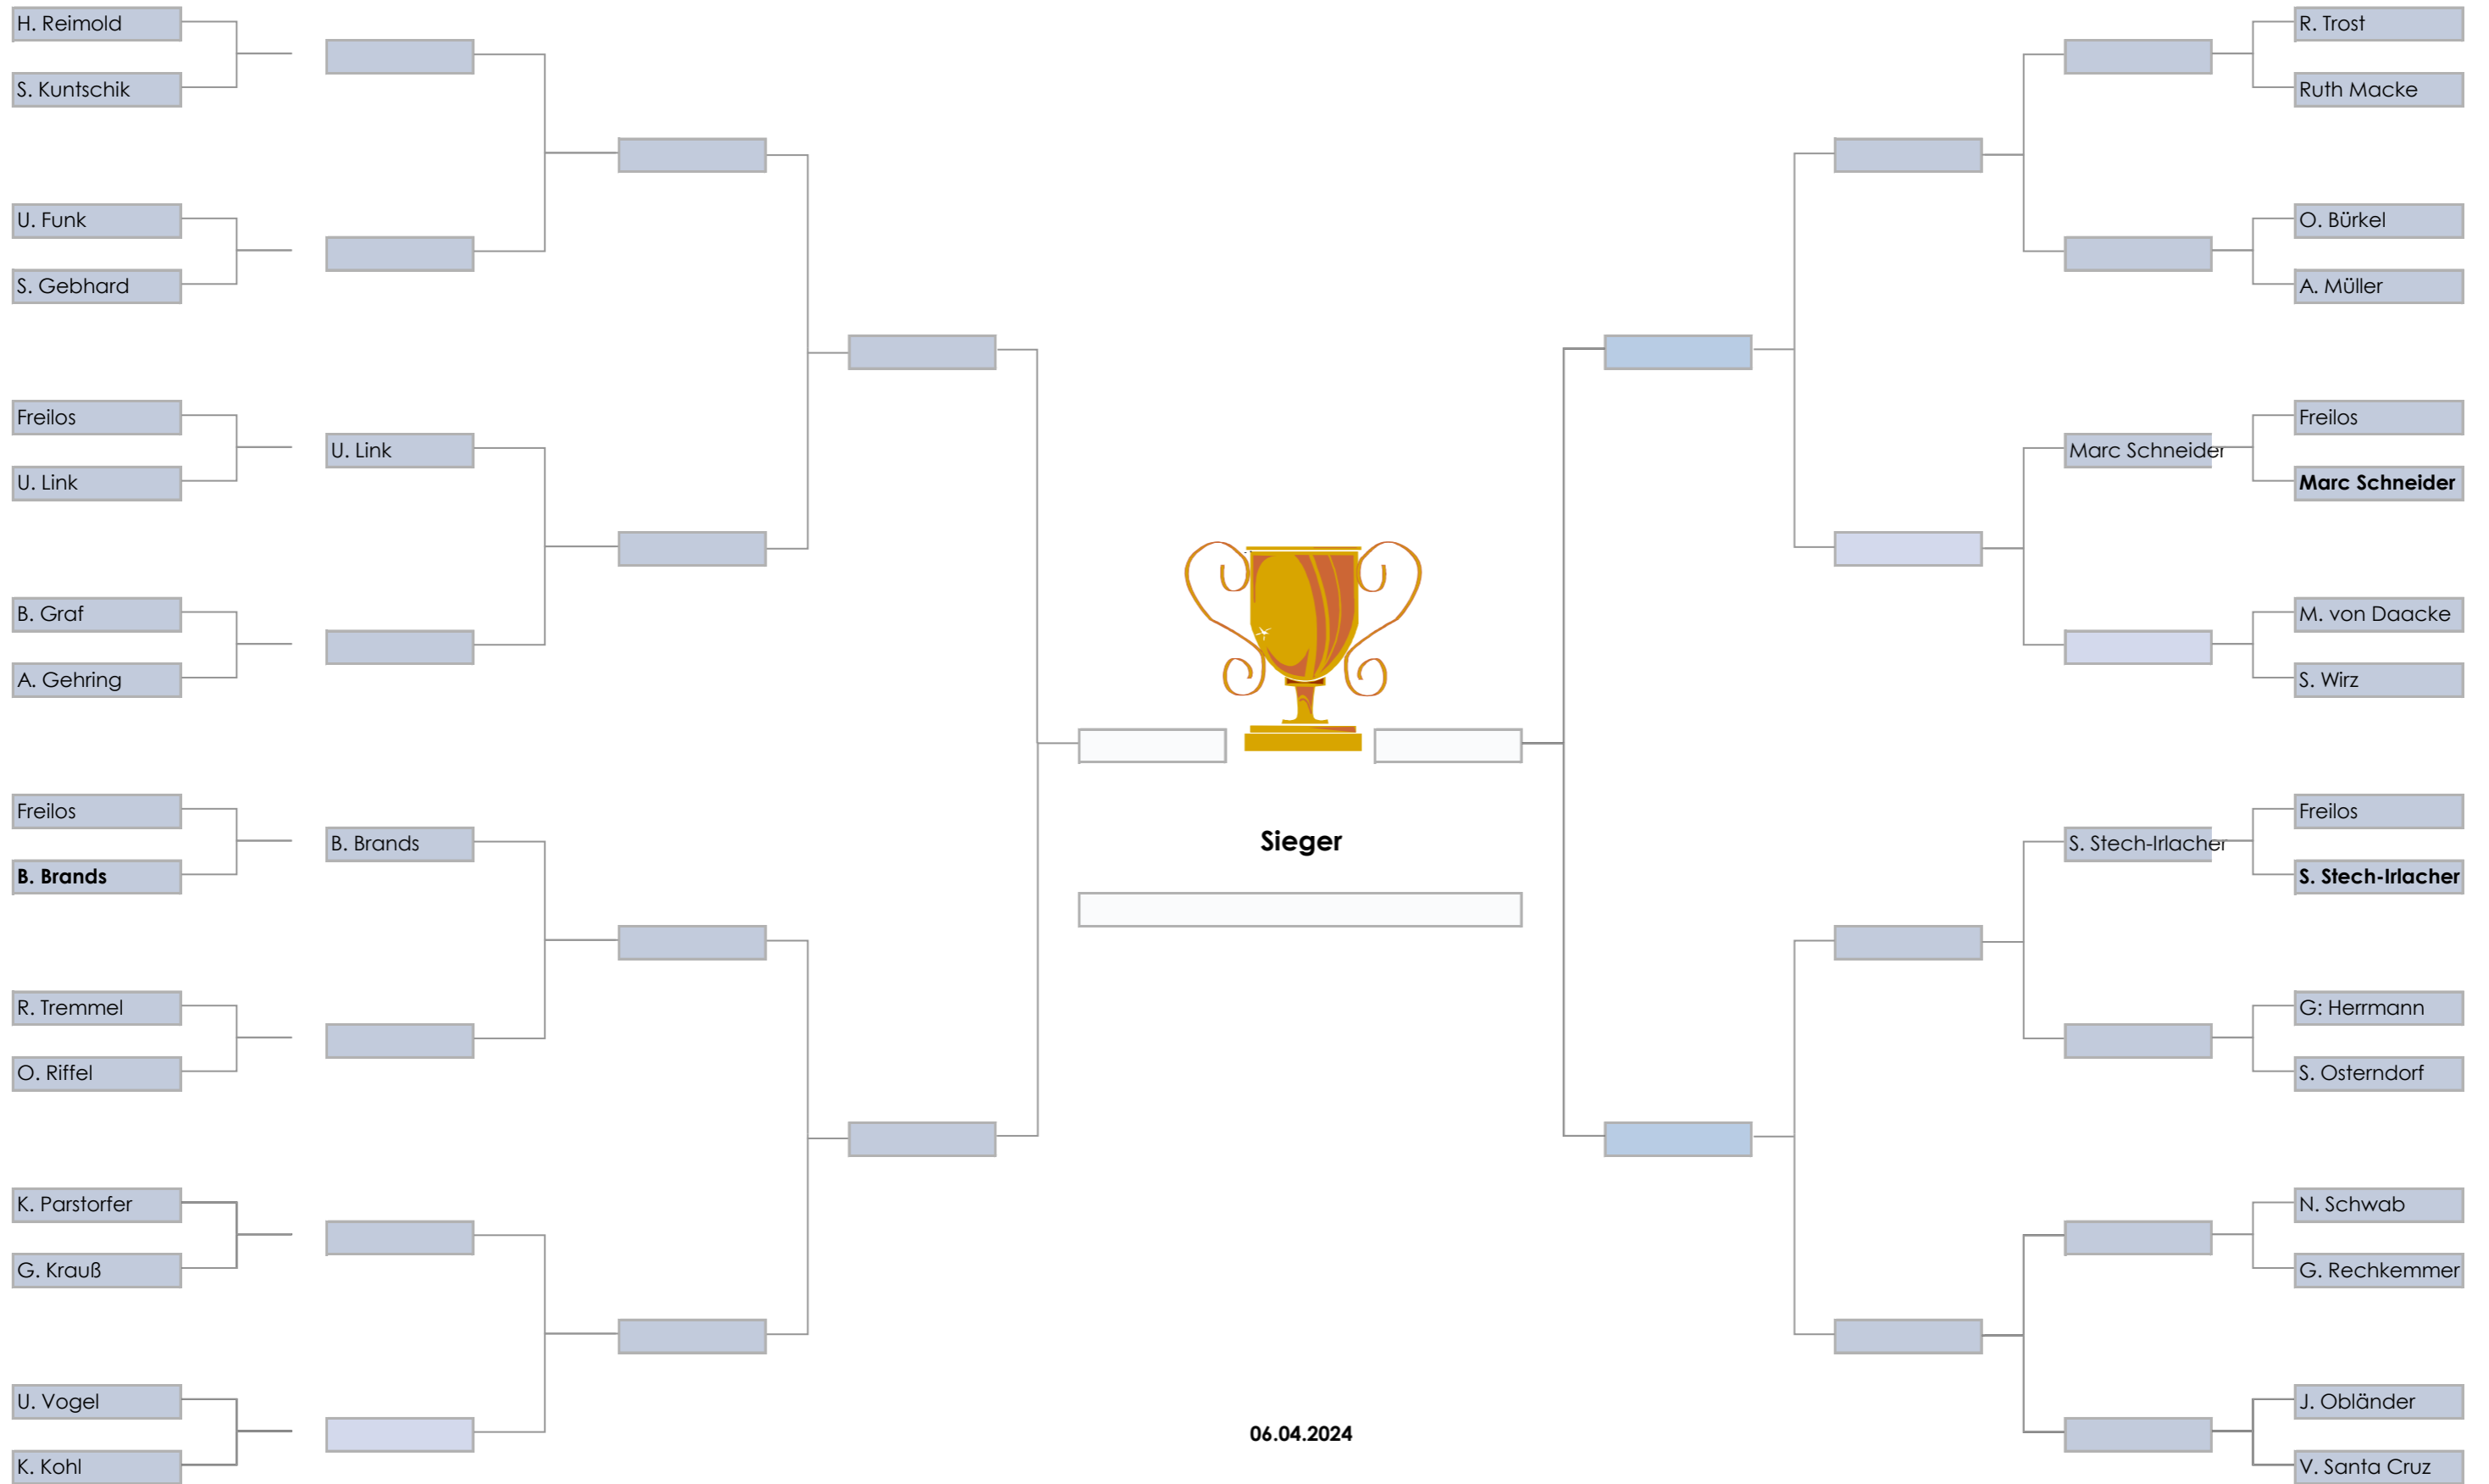 H. Reimold
S. Kuntschik
U. Funk
S. Gebhard
Freilos
U. Link
U. Link
B. Graf
A. Gehring
Freilos
B. Brands
B. Brands
R. Tremmel
O. Riffel
K. Parstorfer
G. Krauß
U. Vogel
K. Kohl
Sieger
06.04.2024
R. Trost
Ruth Macke
O. Bürkel
A. Müller
Freilos
Marc Schneider
Marc Schneider
M. von Daacke
S. Wirz
Freilos
S. Stech-Irlacher
S. Stech-Irlacher
G: Herrmann
S. Osterndorf
N. Schwab
G. Rechkemmer
J. Obländer
V. Santa Cruz